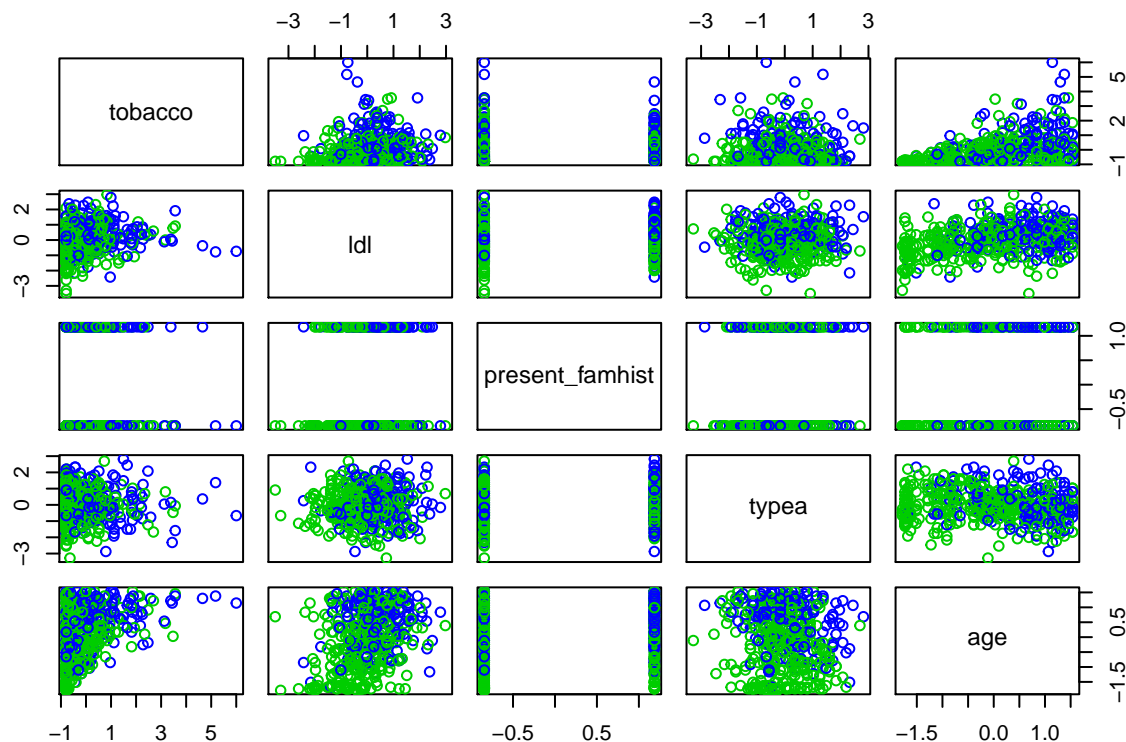 −3 −1 1 3
−3 −1 1 3
tobacco
−1 2 5
−3 0 2
ldl
present_famhist
−0.5 1.0
−3 0 2
typea
age
−1.5 0.5
−1 1 3 5
−0.5 0.5
−1.5 0.0 1.0